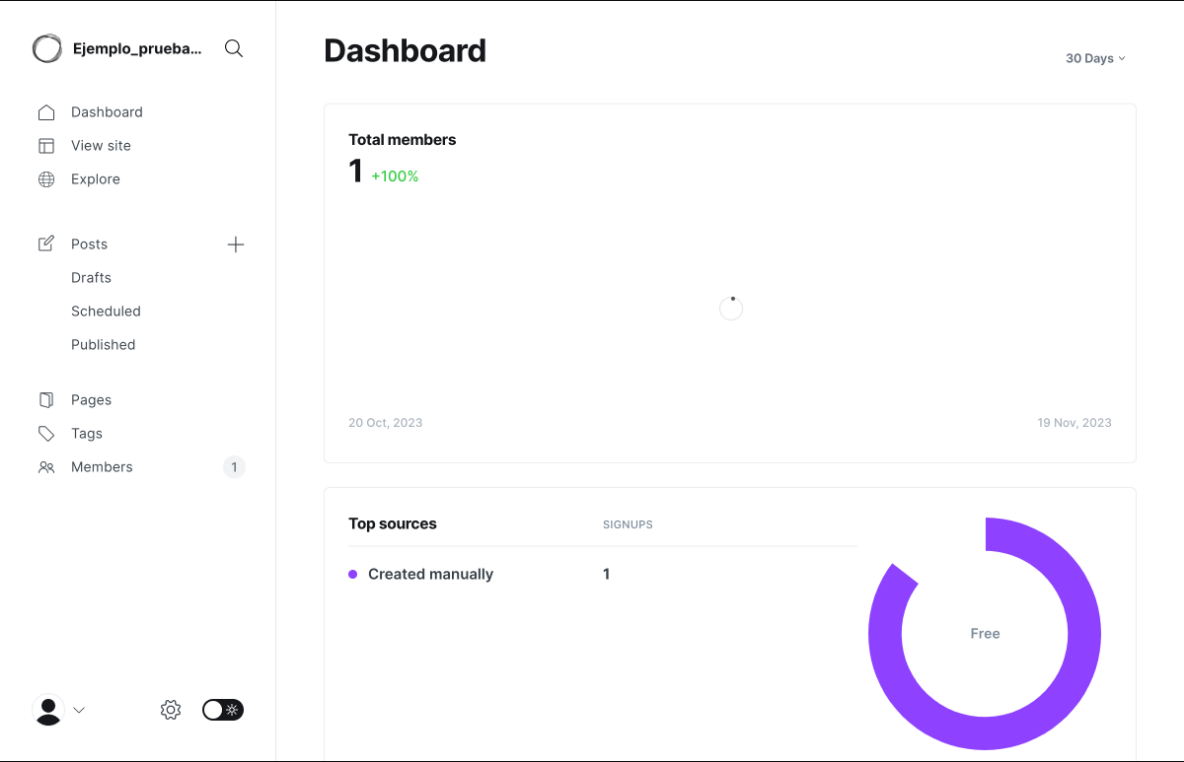 Ejemplo_prueba...
Dashboard
View site
Explore
Posts
Drafts
Scheduled
Published
Pages
Tags
Members 1
Dashboard
30 Days
Total members
1 +100%
20 Oct, 2023 19 Nov, 2023
Top sources SIGNUPS
Created manually 1
Free